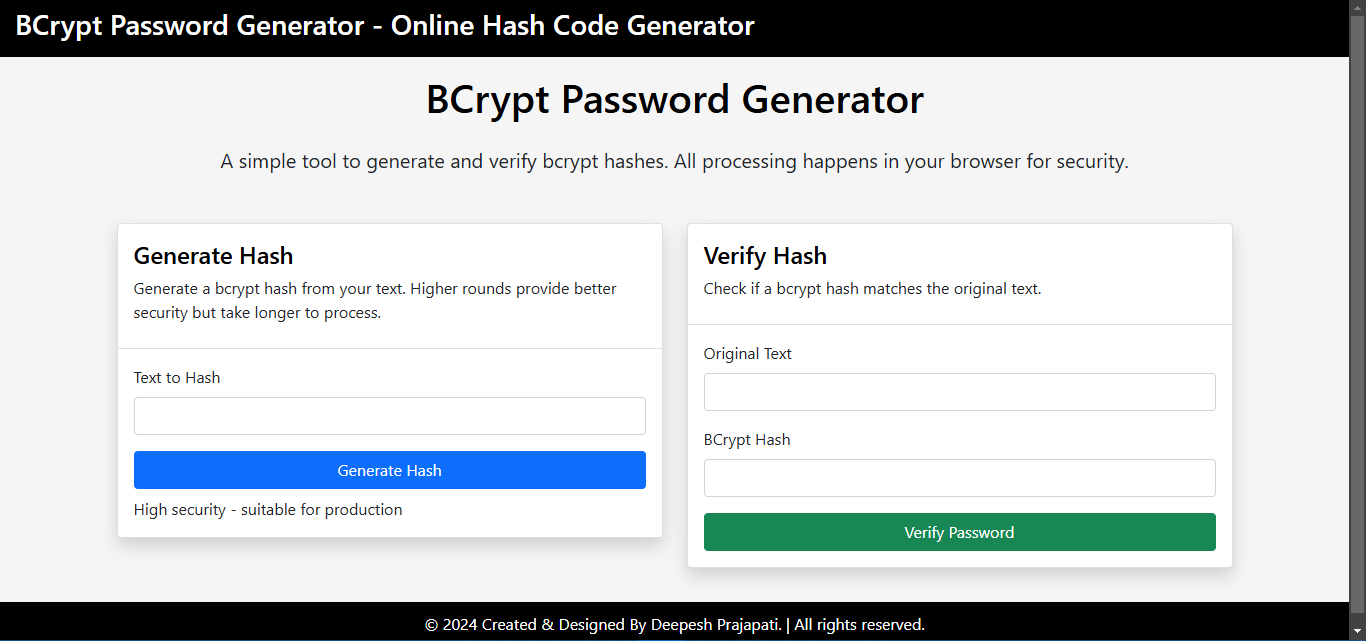 BCrypt Password Generator - Online Hash Code Generator
BCrypt Password Generator
A simple tool to generate and verify bcrypt hashes. All processing happens in your browser for security.
Generate Hash
Generate a bcrypt hash from your text. Higher rounds provide better
security but take longer to process.
Text to Hash
Generate Hash
High security - suitable for production
Verify Hash
Check if a bcrypt hash matches the original text.
Original Text
BCrypt Hash
Verify Password
© 2024 Created & Designed By Deepesh Prajapati. | All rights reserved.